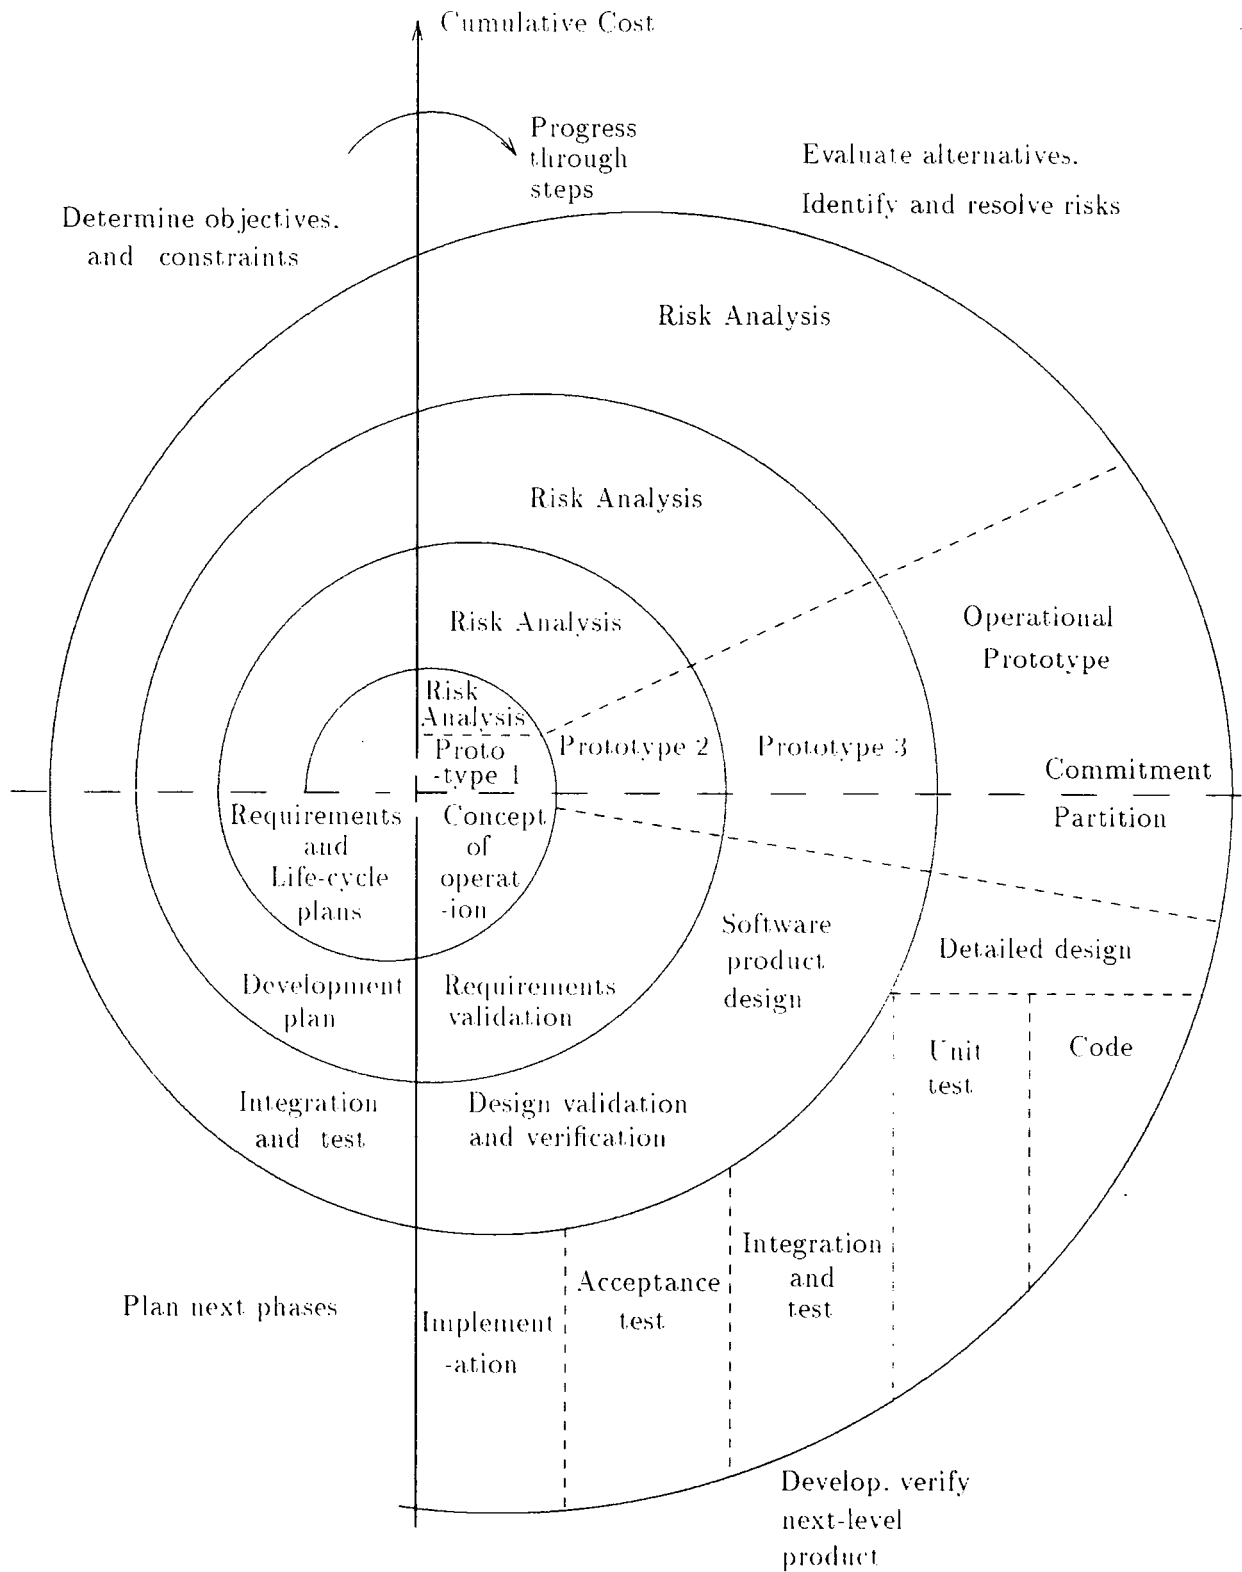 Cumulative Cost
Progress
through
steps
Evaluate alternatives.
Identify and resolve risks
Determine objectives.
and constraints
Risk Analysis
Risk Analysis
Risk Analysis
Risk
Analysis
Proto
-type 1
Prototype 2
Prototype 3
Operational
Prototype
Commitment
Partition
Requirements
and
Life-cycle
plans
Concept
of
operat
-ion
Development
plan
Requirements
validation
Software
product
design
Detailed design
Unit
test
Code
Integration
and test
Design validation
and verification
Integration
and
test
Acceptance
test
Implement
-ation
Plan next phases
Develop. verify
next-level
product